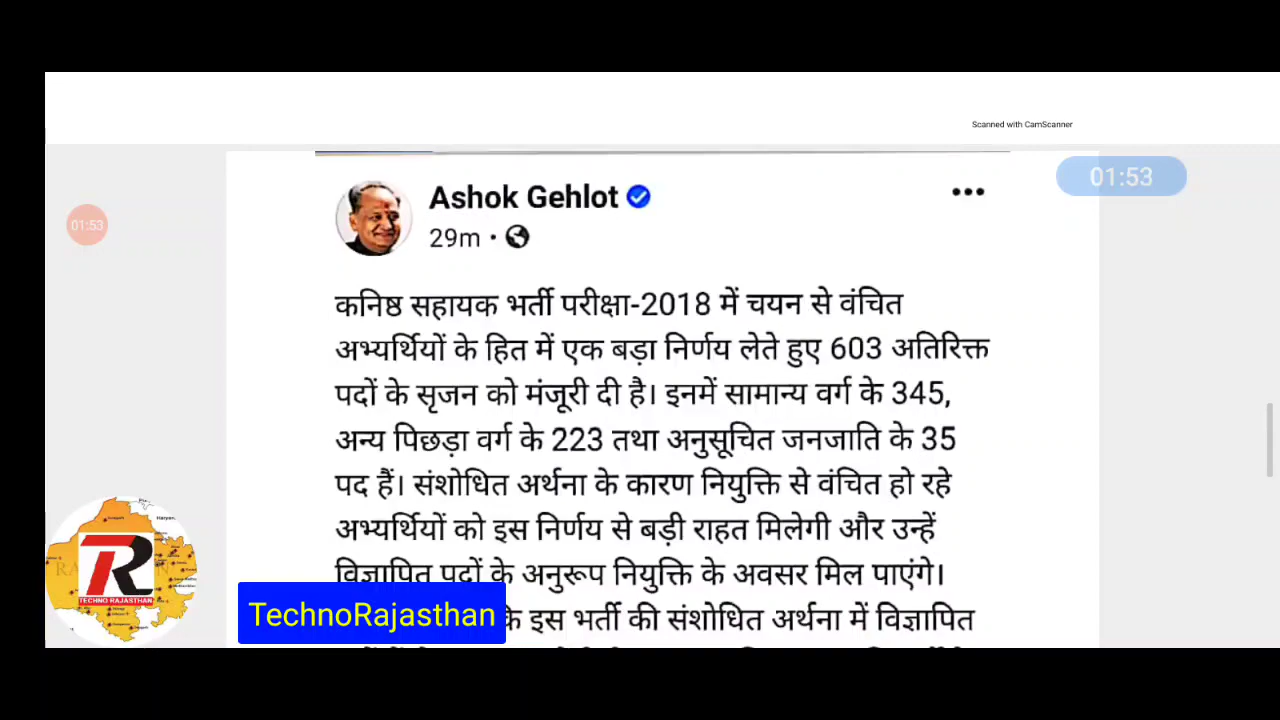 Scanned with CamScanner
01:53
01:53
Ashok Gehlot
29m
कनिष्ठ सहायक भर्ती परीक्षा-2018 में चयन से वंचित
अभ्यर्थियों के हित में एक बड़ा निर्णय लेते हुए 603 अतिरिक्त
पदों के सृजन को मंजूरी दी है। इनमें सामान्य वर्ग के 345,
अन्य पिछड़ा वर्ग के 223 तथा अनुसूचित जनजाति के 35
पद हैं। संशोधित अर्थना के कारण नियुक्ति से वंचित हो रहे
अभ्यर्थियों को इस निर्णय से बड़ी राहत मिलेगी और उन्हें
विज्ञापित पदों के अनुरूप नियुक्ति के अवसर मिल पाएंगे।
के इस भर्ती की संशोधित अर्थना में विज्ञापित
TechnoRajasthan
TR
TECHNO RAJASTHAN